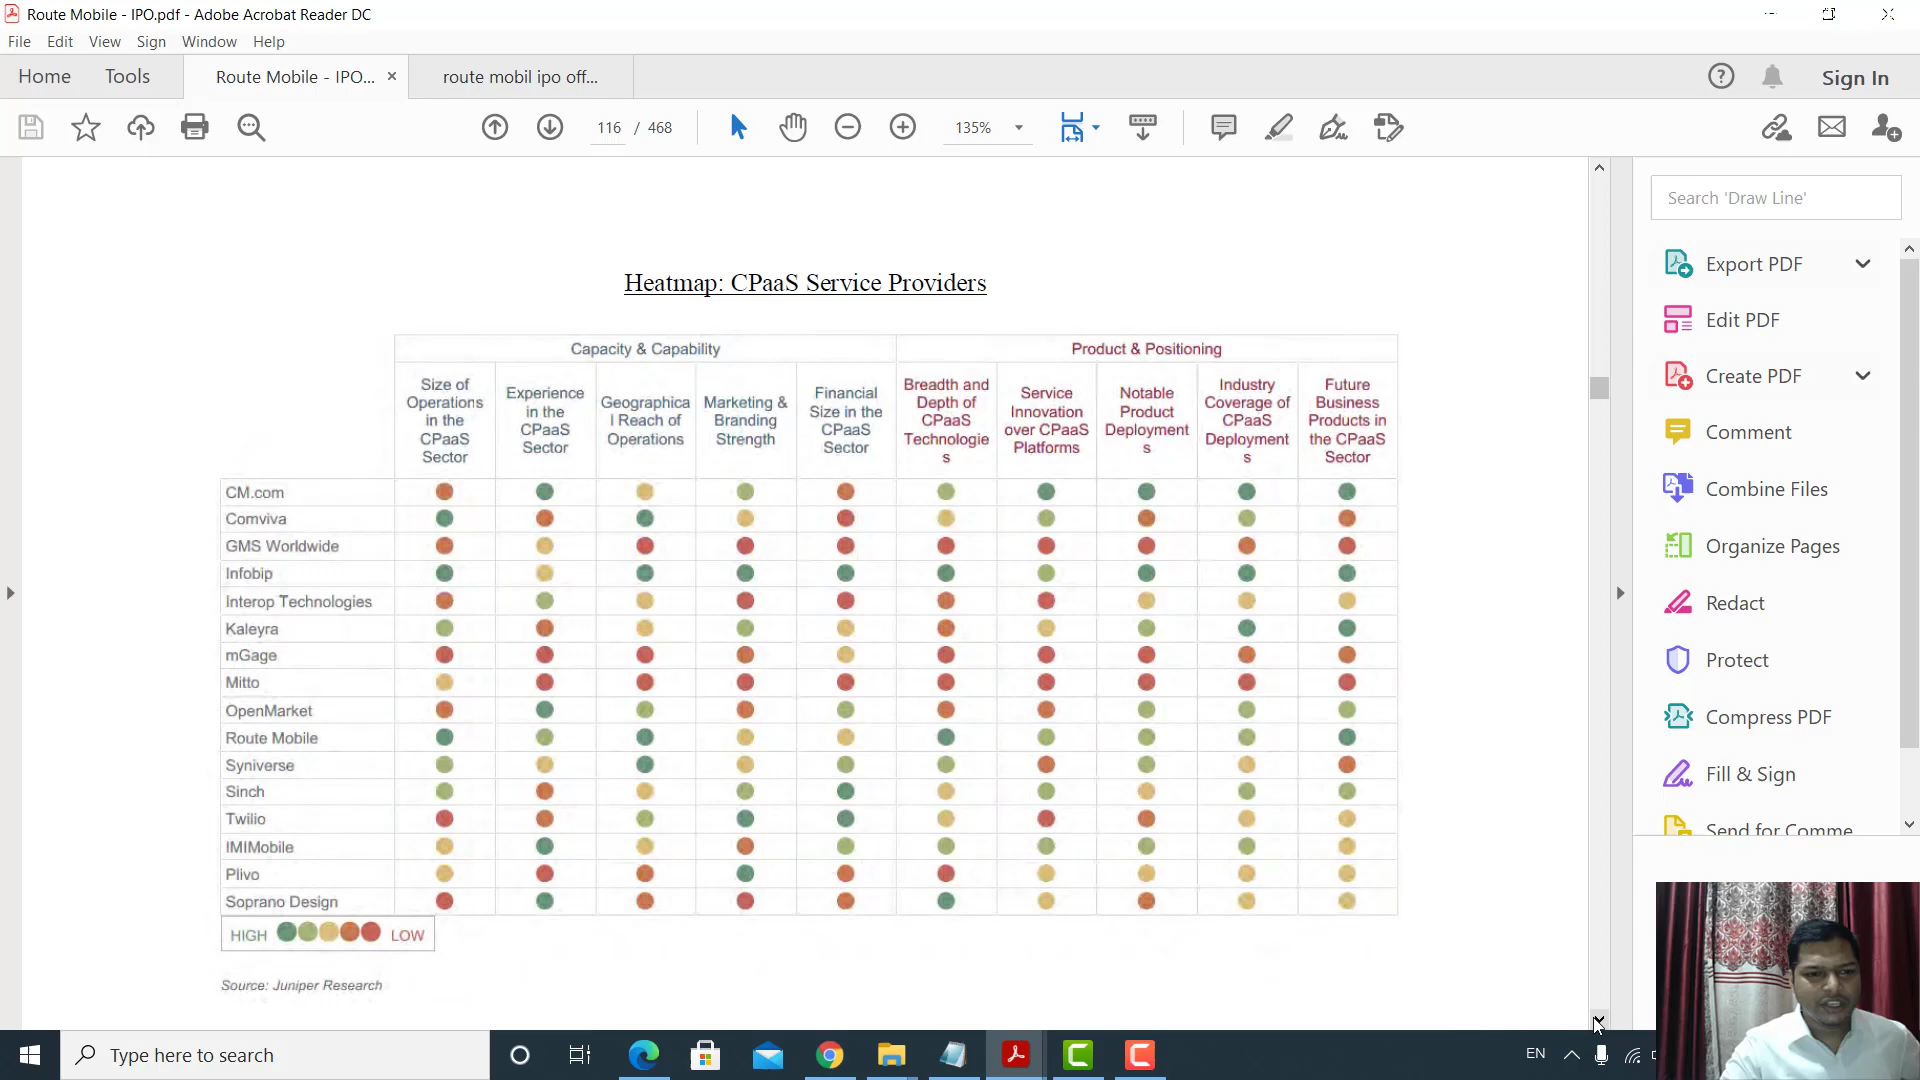 Route Mobile - IPO.pdf - Adobe Acrobat Reader DC
File Edit View Sign Window Help
Home Tools Route Mobile - IPO... × route mobil ipo off... Sign In
116 / 468 135%
Search 'Draw Line'
Export PDF
Edit PDF
Create PDF
Comment
Combine Files
Organize Pages
Redact
Protect
Compress PDF
Fill & Sign
Send for Comme
Heatmap: CPaaS Service Providers
Capacity & Capability Product & Positioning
Size of
Operations
in the
CPaaS
Sector
Experience
in the
CPaaS
Sector
Geographica
l Reach of
Operations
Marketing &
Branding
Strength
Financial
Size in the
CPaaS
Sector
Breadth and
Depth of
CPaaS
Technologie
s
Service
Innovation
over CPaaS
Platforms
Notable
Product
Deployment
s
Industry
Coverage of
CPaaS
Deployment
s
Future
Business
Products in
the CPaaS
Sector
CM.com
Comviva
GMS Worldwide
Infobip
Interop Technologies
Kaleyra
mGage
Mitto
OpenMarket
Route Mobile
Syniverse
Sinch
Twilio
IMIMobile
Plivo
Soprano Design
HIGH LOW
Source: Juniper Research
Type here to search
EN